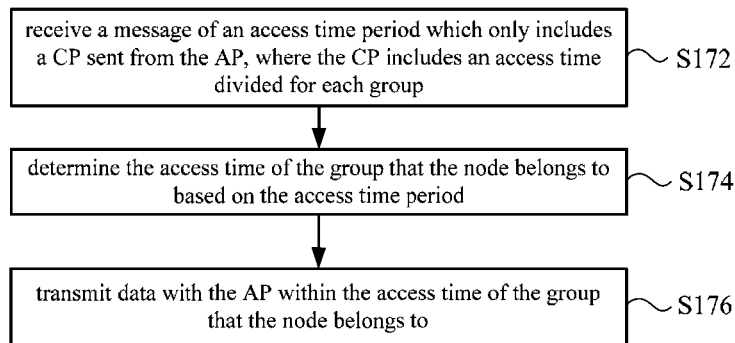 receive a message of an access time period which only includes
a CP sent from the AP, where the CP includes an access time
divided for each group
S172
determine the access time of the group that the node belongs to
based on the access time period
S174
transmit data with the AP within the access time of the group
that the node belongs to
S176